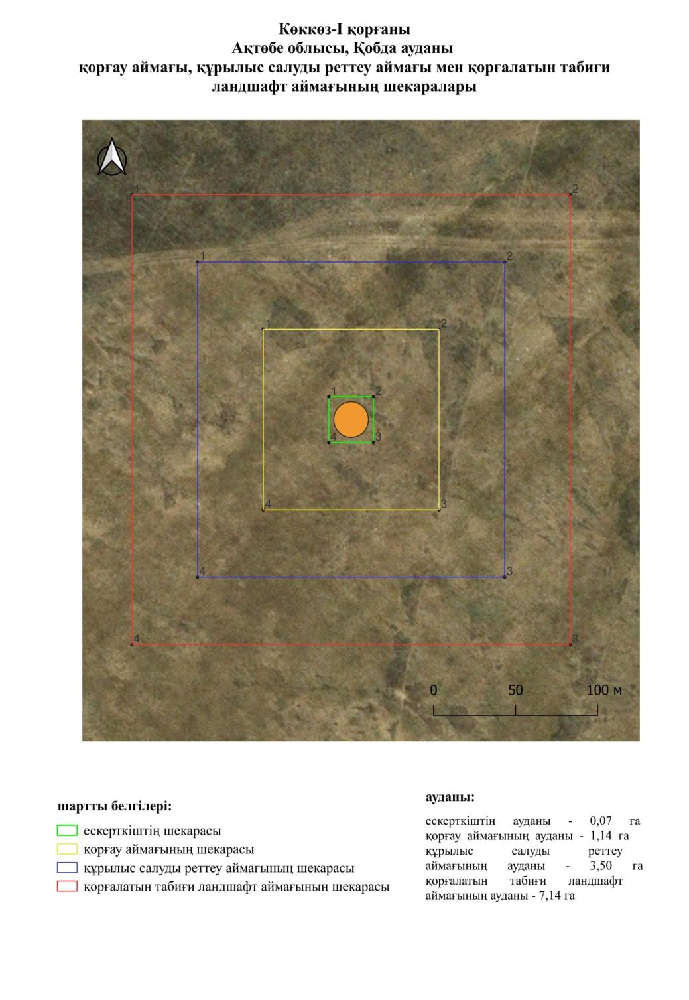 Көккөз-I қорғаны
Ақтөбе облысы, Қобда ауданы
қорғау аймағы, құрылыс салуды реттеу аймағы мен қорғалатын табиғи
ландшафт аймағының шекаралары
1
2
1
2
1
2
1
2
4
3
4
3
4
3
4
3
0 50 100 м
шартты белгілері:
ескерткіштің шекарасы
қорғау аймағының шекарасы
құрылыс салуды реттеу аймағының шекарасы
қорғалатын табиғи ландшафт аймағының шекарасы
ауданы:
ескерткіштің ауданы - 0,07 га
қорғау аймағының ауданы - 1,14 га
құрылыс салуды реттеу
аймағының ауданы - 3,50 га
қорғалатын табиғи ландшафт
аймағының ауданы - 7,14 га